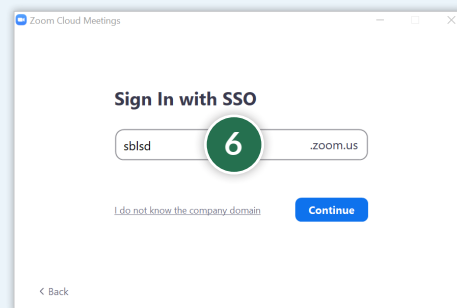 Zoom Cloud Meetings
Sign In with SSO
sblsd 6 .zoom.us
I do not know the company domain Continue
< Back